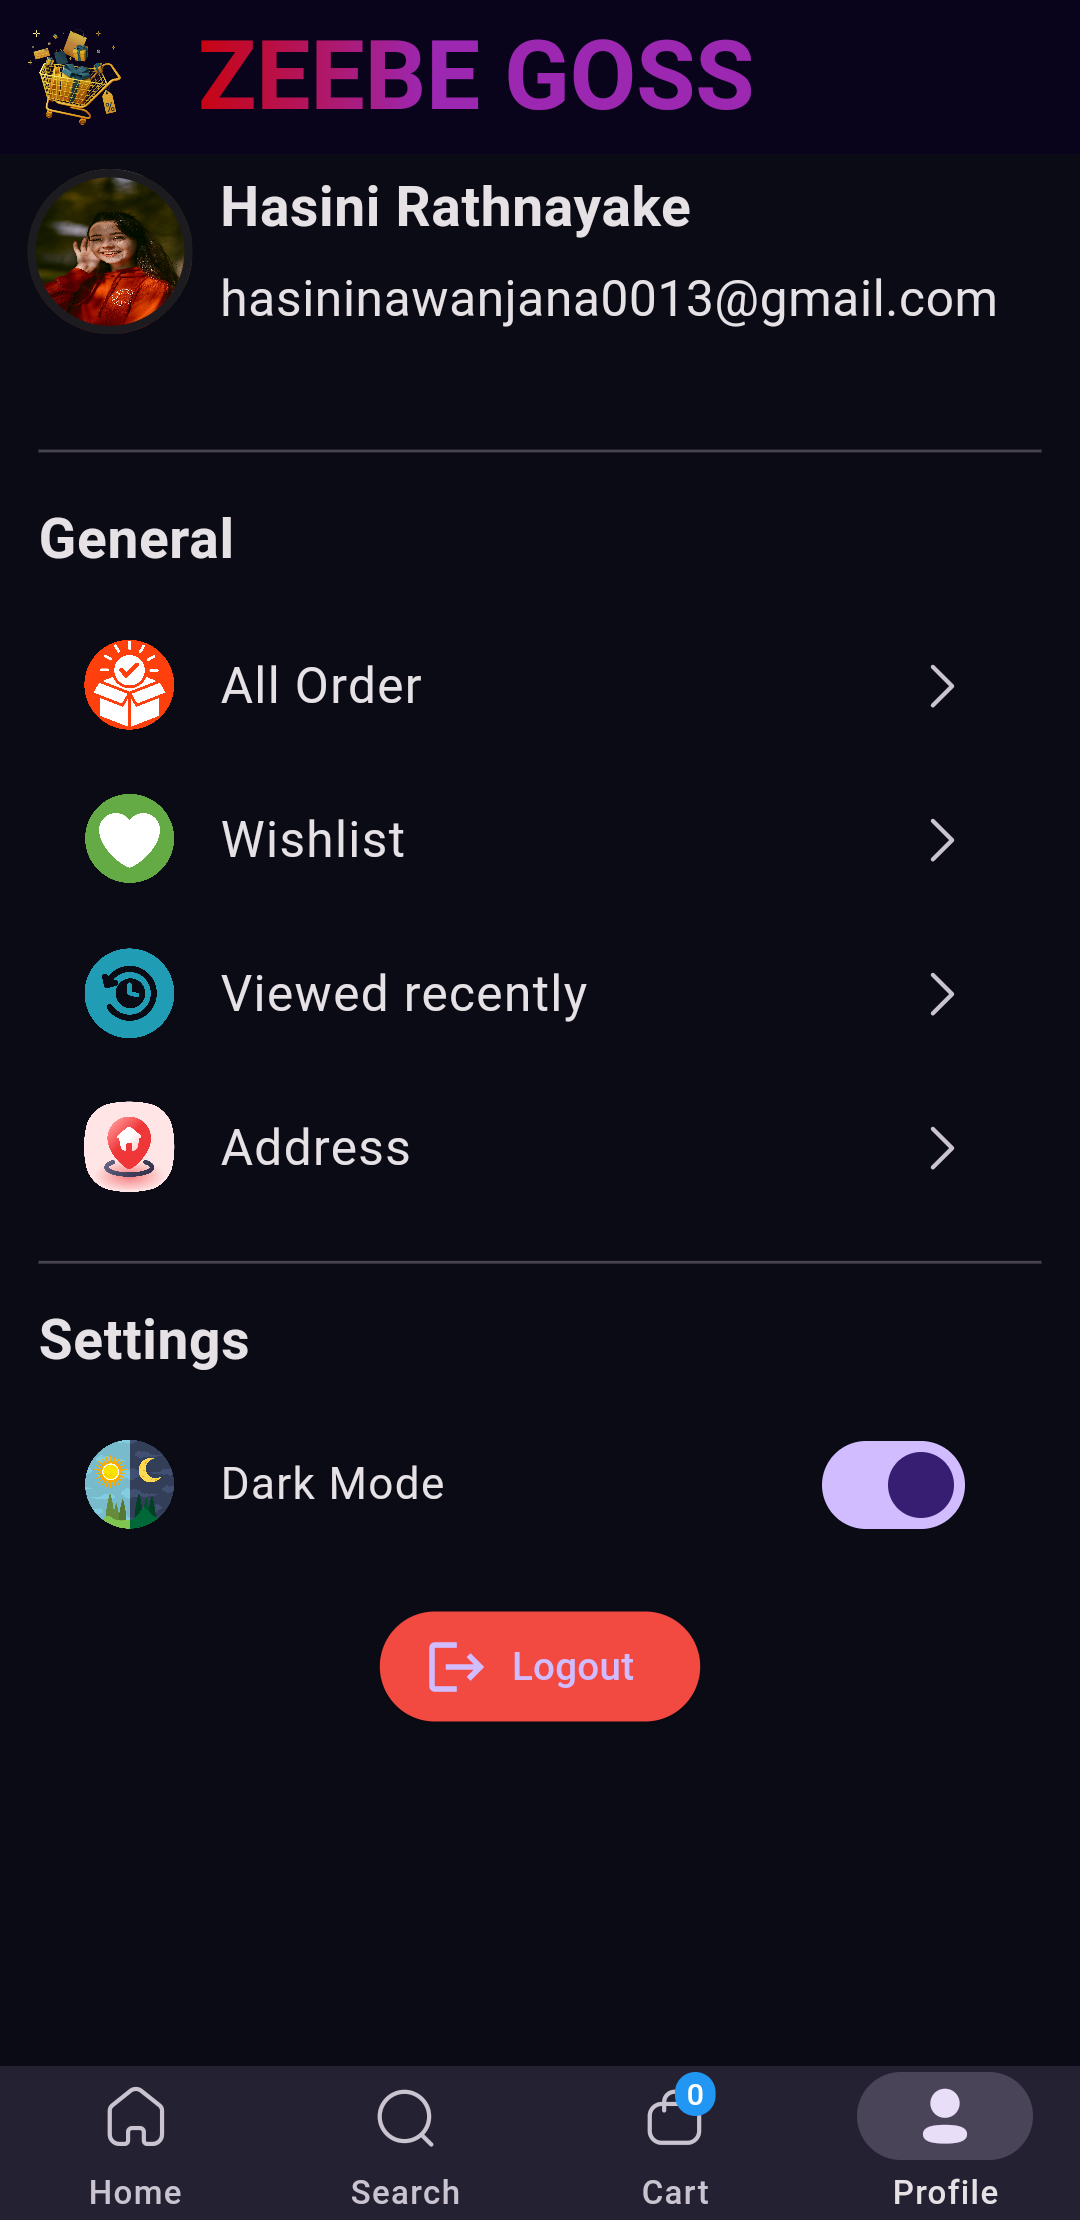 ZEEBE GOSS
Hasini Rathnayake
hasininawanjana0013@gmail.com
General
All Order
Wishlist
Viewed recently
Address
Settings
Dark Mode
Logout
0
Home
Search
Cart
Profile